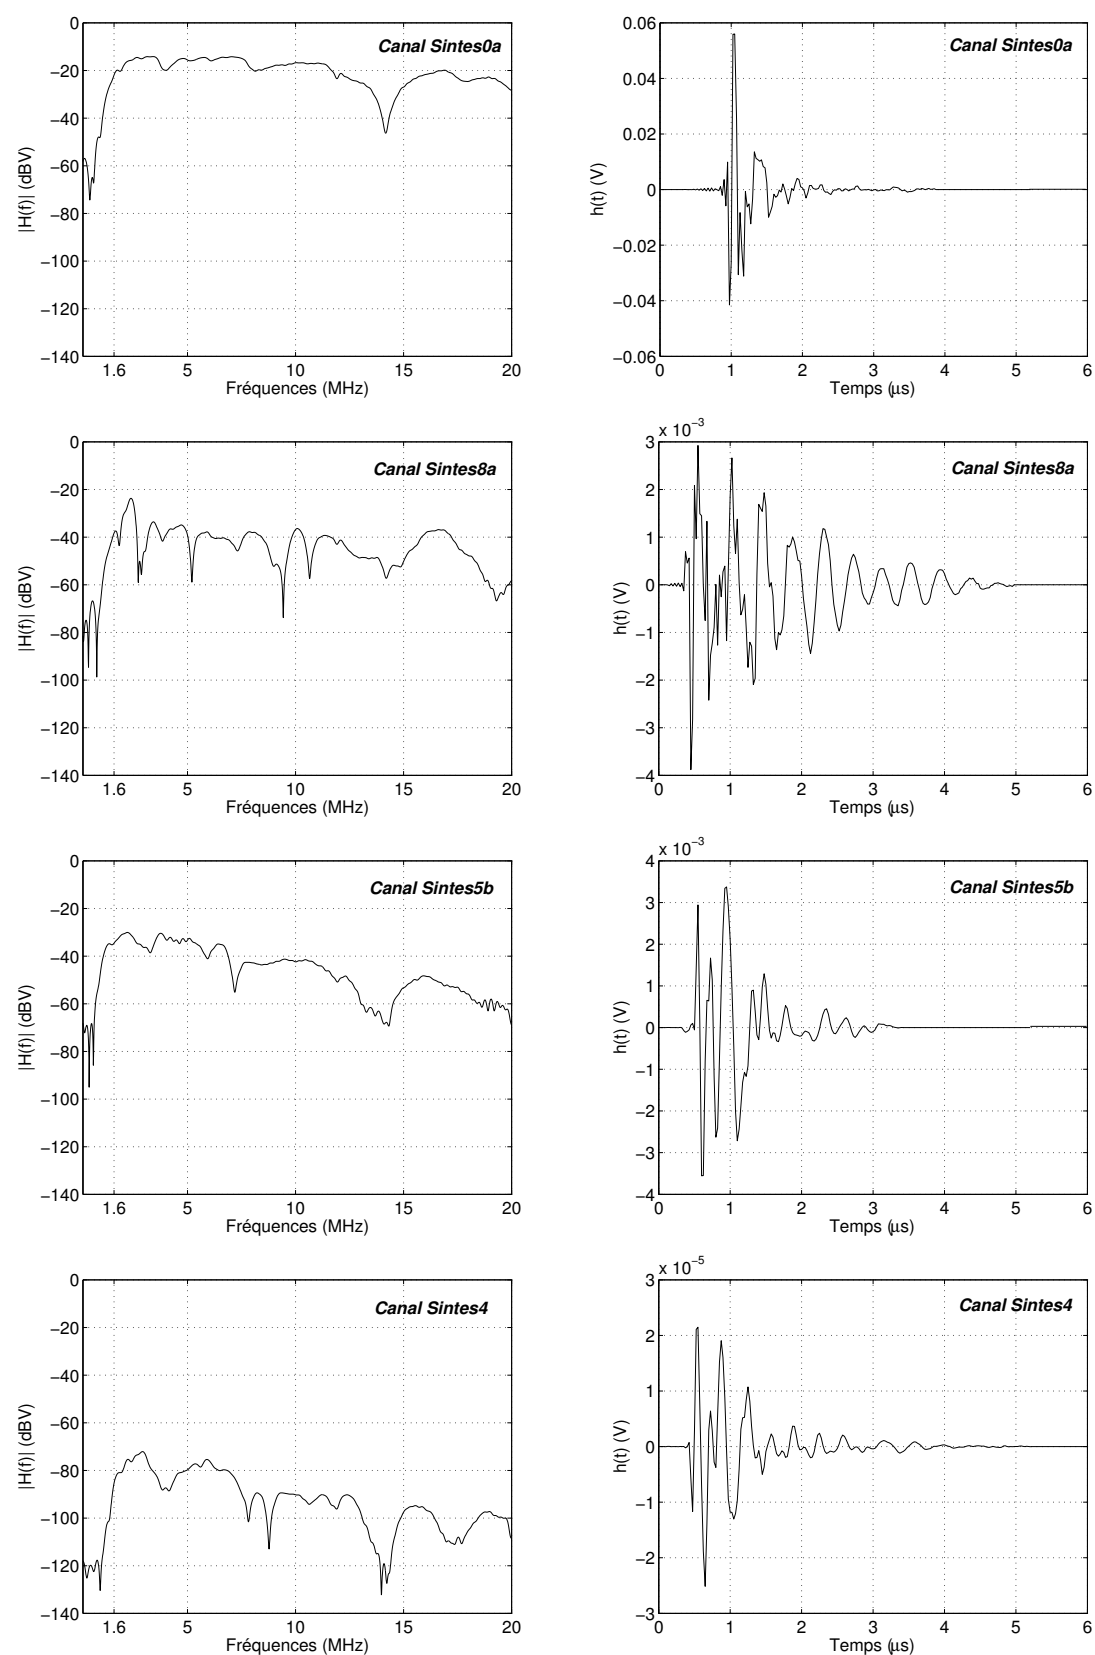 Canal Sintes0a
|H(f)| (dBV)
0
−20
−40
−60
−80
−100
−120
−140
1.6 5 10 15 20
Fréquences (MHz)
Canal Sintes0a
h(t) (V)
0.06
0.04
0.02
0
−0.02
−0.04
−0.06
0 1 2 3 4 5 6
Temps (µs)
Canal Sintes8a
|H(f)| (dBV)
0
−20
−40
−60
−80
−100
−120
−140
1.6 5 10 15 20
Fréquences (MHz)
x 10⁻³
Canal Sintes8a
h(t) (V)
3
2
1
0
−1
−2
−3
−4
0 1 2 3 4 5 6
Temps (µs)
Canal Sintes5b
|H(f)| (dBV)
0
−20
−40
−60
−80
−100
−120
−140
1.6 5 10 15 20
Fréquences (MHz)
x 10⁻³
Canal Sintes5b
h(t) (V)
4
3
2
1
0
−1
−2
−3
−4
0 1 2 3 4 5 6
Temps (µs)
Canal Sintes4
|H(f)| (dBV)
0
−20
−40
−60
−80
−100
−120
−140
1.6 5 10 15 20
Fréquences (MHz)
x 10⁻⁵
Canal Sintes4
h(t) (V)
3
2
1
0
−1
−2
−3
0 1 2 3 4 5 6
Temps (µs)